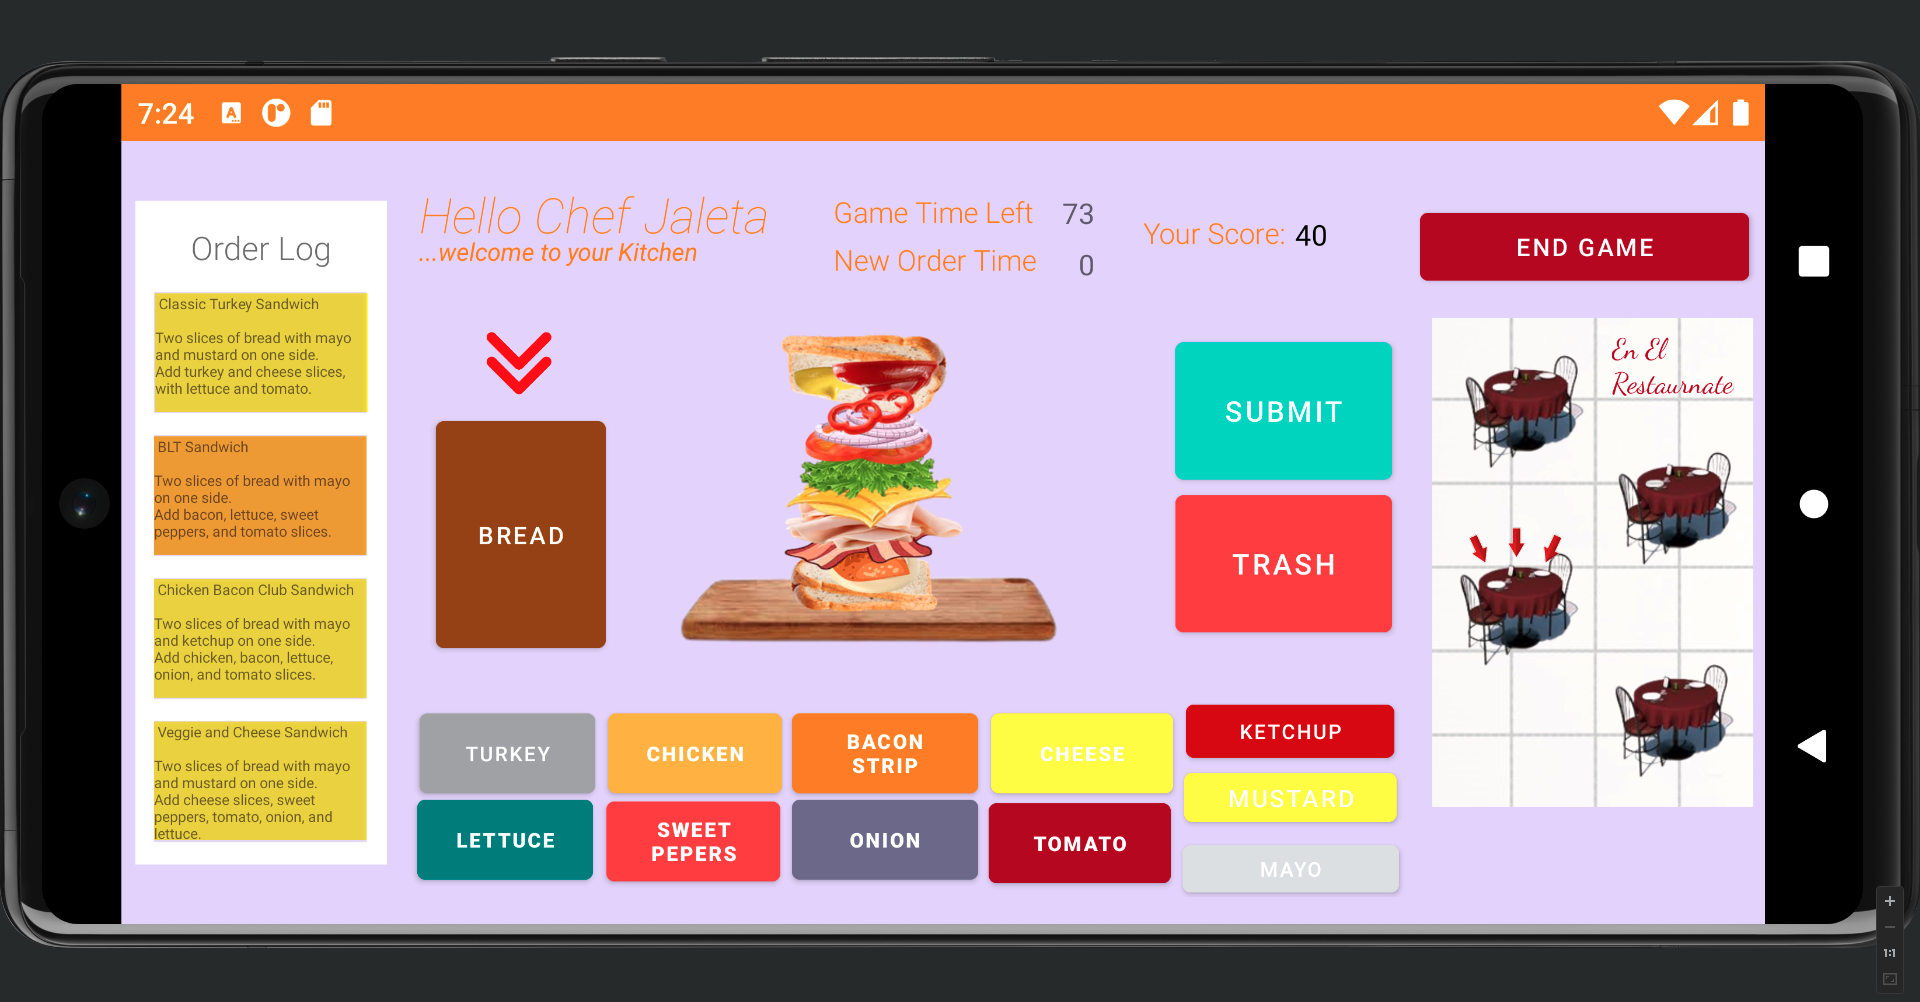 7:24
Hello Chef Jaleta
...welcome to your Kitchen
Game Time Left 73
New Order Time 0
Your Score: 40
END GAME
Order Log
Classic Turkey Sandwich
Two slices of bread with mayo
and mustard on one side.
Add turkey and cheese slices,
with lettuce and tomato.
BLT Sandwich
Two slices of bread with mayo
on one side.
Add bacon, lettuce, sweet
peppers, and tomato slices.
Chicken Bacon Club Sandwich
Two slices of bread with mayo
and ketchup on one side.
Add chicken, bacon, lettuce,
onion, and tomato slices.
Veggie and Cheese Sandwich
Two slices of bread with mayo
and mustard on one side.
Add cheese slices, sweet
peppers, tomato, onion, and
lettuce.
BREAD
SUBMIT
TRASH
En El
Restaurnate
TURKEY
CHICKEN
BACON
STRIP
CHEESE
KETCHUP
MUSTARD
LETTUCE
SWEET
PEPERS
ONION
TOMATO
MAYO
1:1